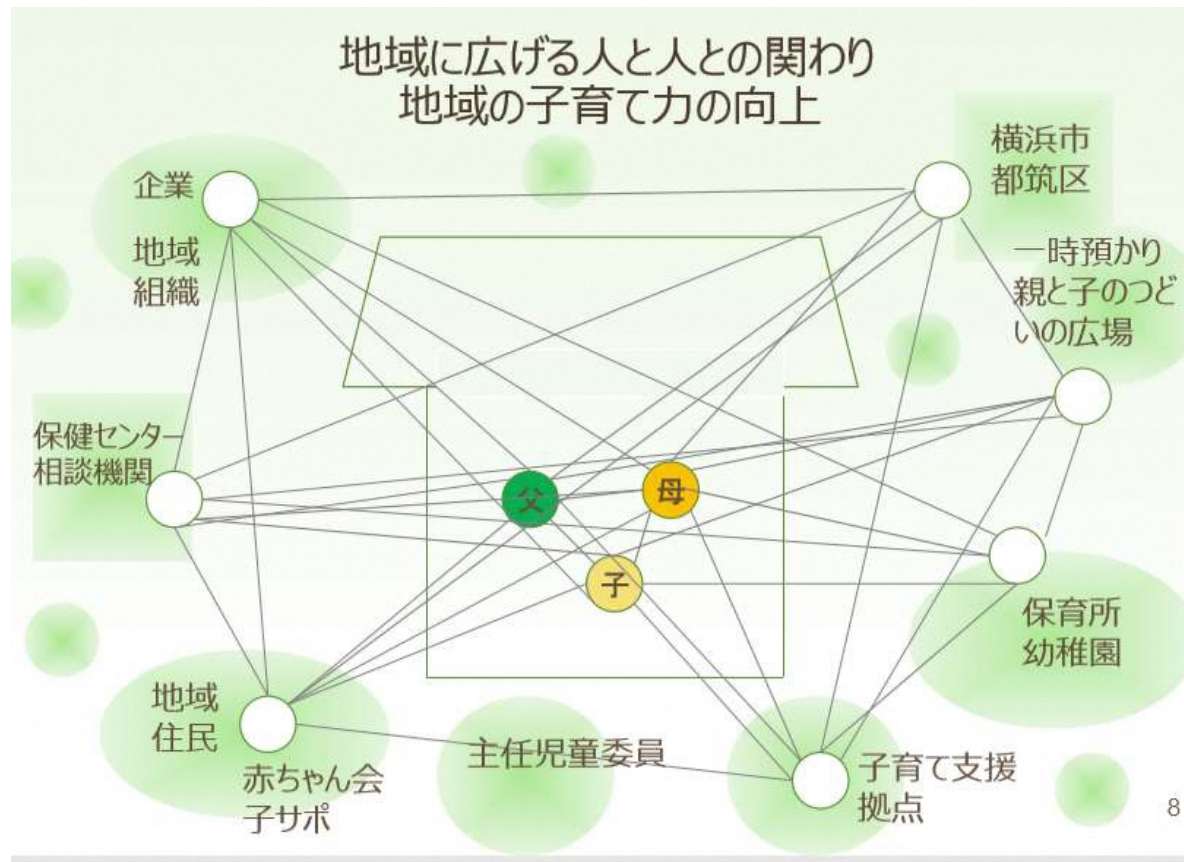 地域に広げる人と人との関わり
地域の子育て力の向上
企業
地域
組織
横浜市
都筑区
一時預かり
親と子のつど
いの広場
保健センター
相談機関
父
母
子
保育所
幼稚園
地域
住民
赤ちゃん会
子サポ
主任児童委員
子育て支援
拠点
8